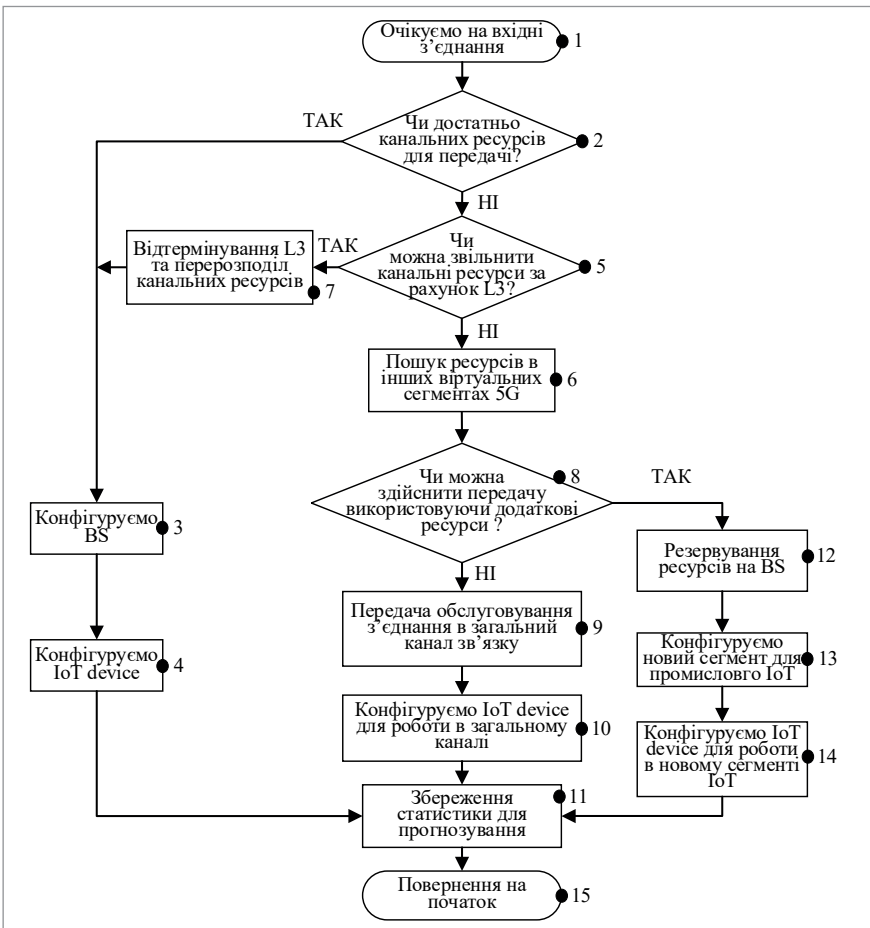 Очікуємо на вхідні
з’єднання
1
ТАК
Чи достатньо
канальних ресурсів
для передачі?
2
НІ
Відтермінування L3
та перерозподіл
канальних ресурсів
7
ТАК
Чи
можна звільнити
канальні ресурси за
рахунок L3?
5
НІ
Пошук ресурсів в
інших віртуальних
сегментах 5G
6
Чи можна
здійснити передачу
використовуючи додаткові
ресурси ?
8
ТАК
НІ
Конфігуруємо
BS
3
Резервування
ресурсів на BS
12
Передача обслуговування
з’єднання в загальний
канал зв’язку
9
Конфігуруємо
IoT device
4
Конфігуруємо
новий сегмент для
промисловго IoT
13
Конфігуруємо IoT device
для роботи в загальному
каналі
10
Конфігуруємо IoT
device для роботи
в новому сегменті
IoT
14
Збереження
статистики для
прогнозування
11
Повернення на
початок
15